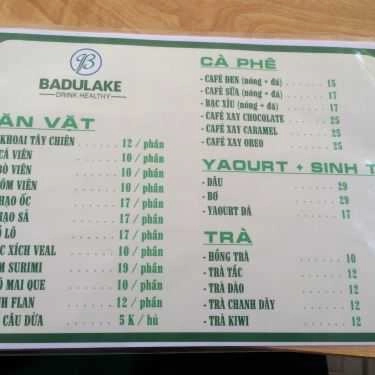 BADULAKE
DRINK HEALTHY
ĂN VẶT
KHOAI TÂY CHIÊN ...... 12 / phần
CÁ VIÊN ...... 10 / phần
BÒ VIÊN ...... 10 / phần
TÔM VIÊN ...... 10 / phần
ẠO ỐC ...... 17 / phần
ẠO SẢ ...... 17 / phần
LÔ ...... 17 / phần
C XÍCH VEAL ...... 10 / phần
M SURIMI ...... 19 / phần
MAI QUE ...... 10 / phần
NH FLAN ...... 12 / phần
CÂU DỪA ...... 5 K / hủ
CÀ PHÊ
- CAFÉ ĐEN (nóng + đá) ...... 15
- CAFÉ SỮA (nóng + đá) ...... 17
- BẠC XỈU (nóng + đá) ...... 17
- CAFÉ XAY CHOCOLATE ...... 25
- CAFÉ XAY CARAMEL ...... 25
- CAFÉ XAY OREO ...... 25
YAOURT + SINH T
- DÂU ...... 29
- BƠ ...... 29
- YAOURT ĐÁ ...... 17
TRÀ
- HỒNG TRÀ ...... 10
- TRÀ TẮC ...... 12
- TRÀ ĐÀO ...... 12
- TRÀ CHANH DÂY ...... 12
- TRÀ KIWI ...... 12